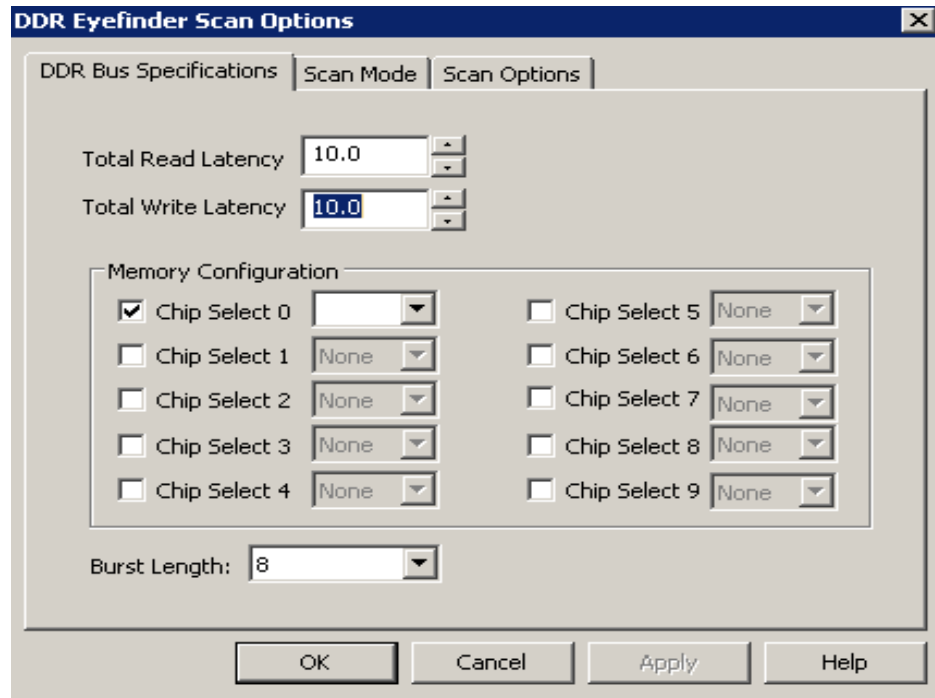 DDR Eyefinder Scan Options
DDR Bus Specifications Scan Mode Scan Options
Total Read Latency 10.0
Total Write Latency 10.0
Memory Configuration
Chip Select 0
Chip Select 1 None
Chip Select 2 None
Chip Select 3 None
Chip Select 4 None
Chip Select 5 None
Chip Select 6 None
Chip Select 7 None
Chip Select 8 None
Chip Select 9 None
Burst Length: 8
OK Cancel Apply Help